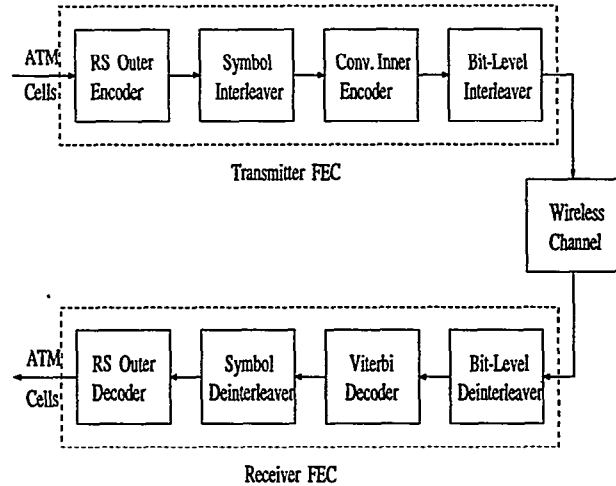 ATM
Cells
RS Outer
Encoder
Symbol
Interleaver
Conv. Inner
Encoder
Bit-Level
Interleaver
Transmitter FEC
Wireless
Channel
ATM
Cells
RS Outer
Decoder
Symbol
Deinterleaver
Viterbi
Decoder
Bit-Level
Deinterleaver
Receiver FEC